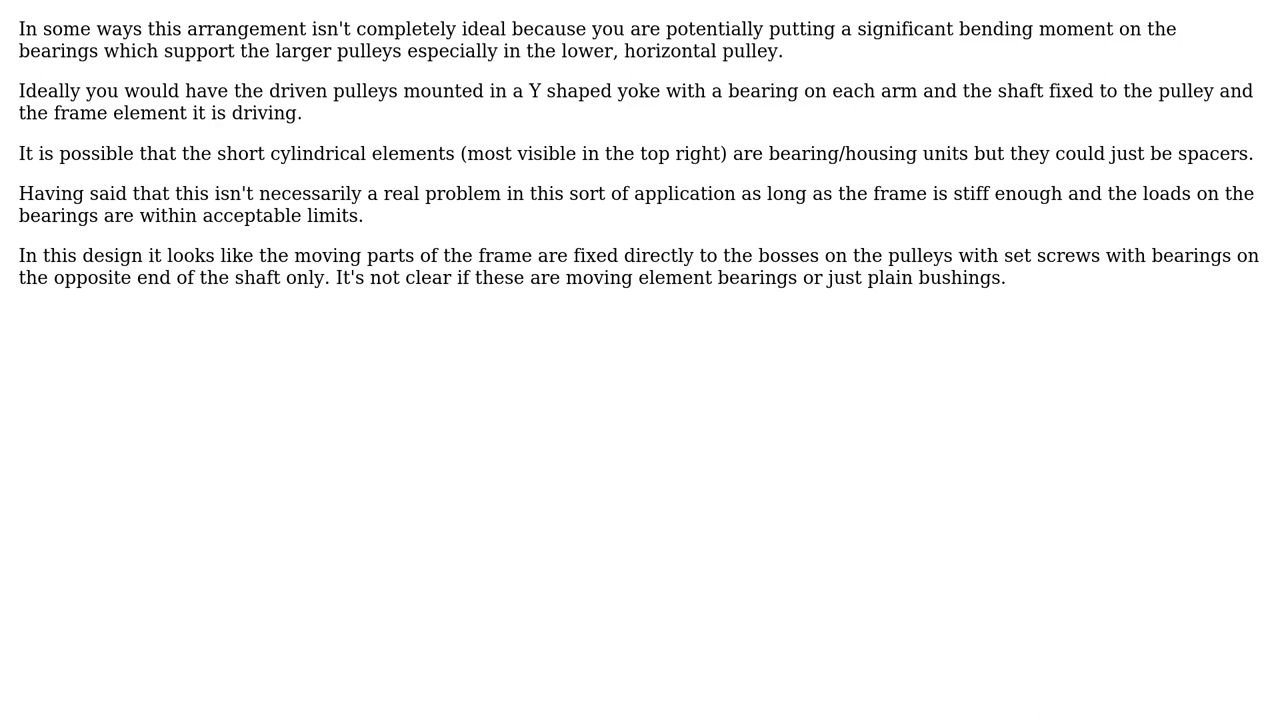 In some ways this arrangement isn't completely ideal because you are potentially putting a significant bending moment on the
bearings which support the larger pulleys especially in the lower, horizontal pulley.
Ideally you would have the driven pulleys mounted in a Y shaped yoke with a bearing on each arm and the shaft fixed to the pulley and
the frame element it is driving.
It is possible that the short cylindrical elements (most visible in the top right) are bearing/housing units but they could just be spacers.
Having said that this isn't necessarily a real problem in this sort of application as long as the frame is stiff enough and the loads on the
bearings are within acceptable limits.
In this design it looks like the moving parts of the frame are fixed directly to the bosses on the pulleys with set screws with bearings on
the opposite end of the shaft only. It's not clear if these are moving element bearings or just plain bushings.